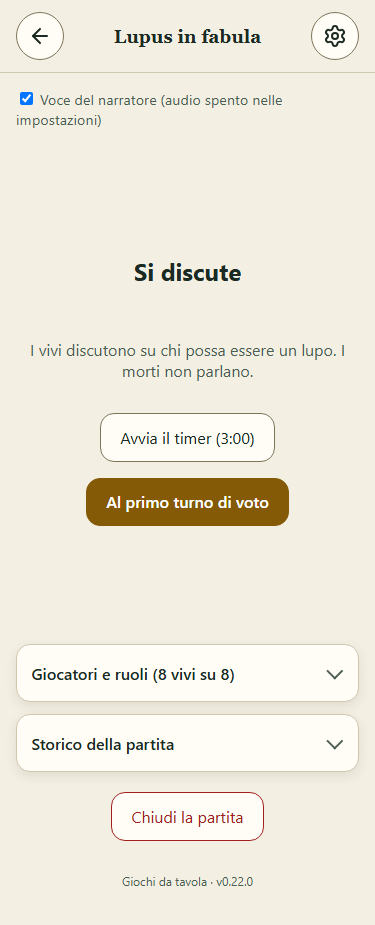 Lupus in fabula
Voce del narratore (audio spento nelle
impostazioni)
Si discute
I vivi discutono su chi possa essere un lupo. I
morti non parlano.
Avvia il timer (3:00)
Al primo turno di voto
Giocatori e ruoli (8 vivi su 8)
Storico della partita
Chiudi la partita
Giochi da tavola · v0.22.0